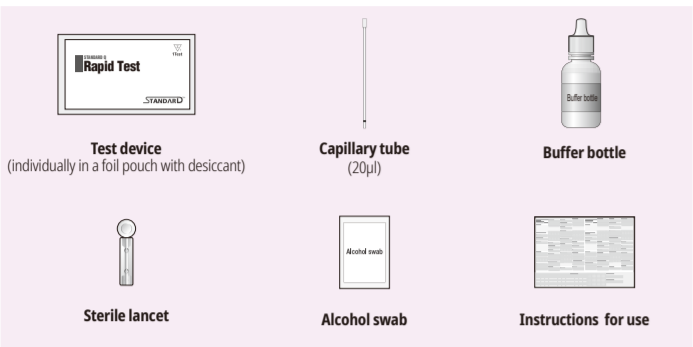 STANDARD Q
Rapid Test
1Test
STANDARD
Test device
(individually in a foil pouch with desiccant)
Capillary tube
(20μl)
Buffer bottle
Buffer bottle
Sterile lancet
Alcohol swab
Alcohol swab
Instructions for use